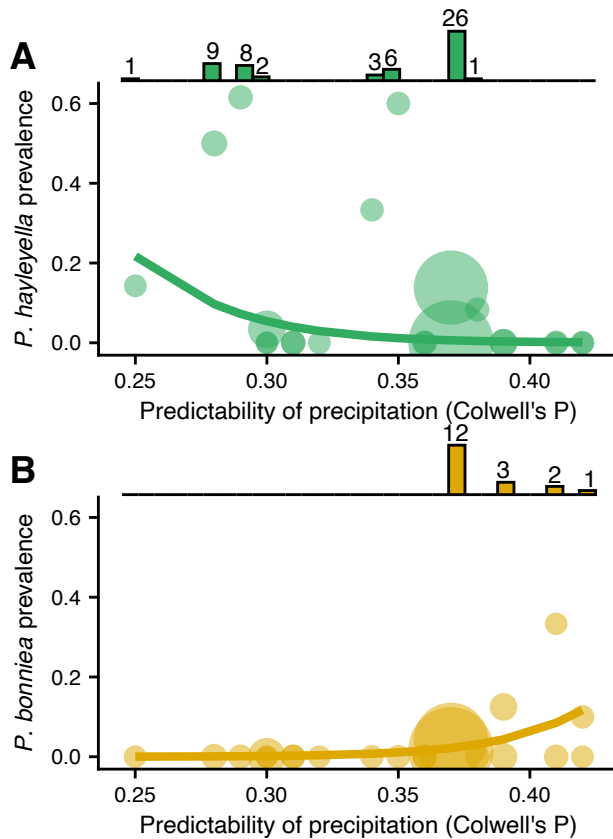 26
9
8
6
1
2
3
1
A
0.6
0.4
0.2
0.0
P. hayleyella prevalence
0.25 0.30 0.35 0.40
Predictability of precipitation (Colwell's P)
12
3
2
1
B
0.6
0.4
0.2
0.0
P. bonniea prevalence
0.25 0.30 0.35 0.40
Predictability of precipitation (Colwell's P)